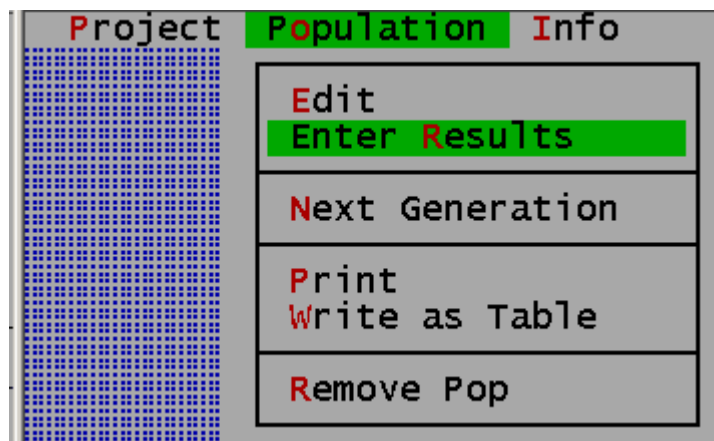 Project Population Info
Edit
Enter Results
Next Generation
Print
Write as Table
Remove Pop